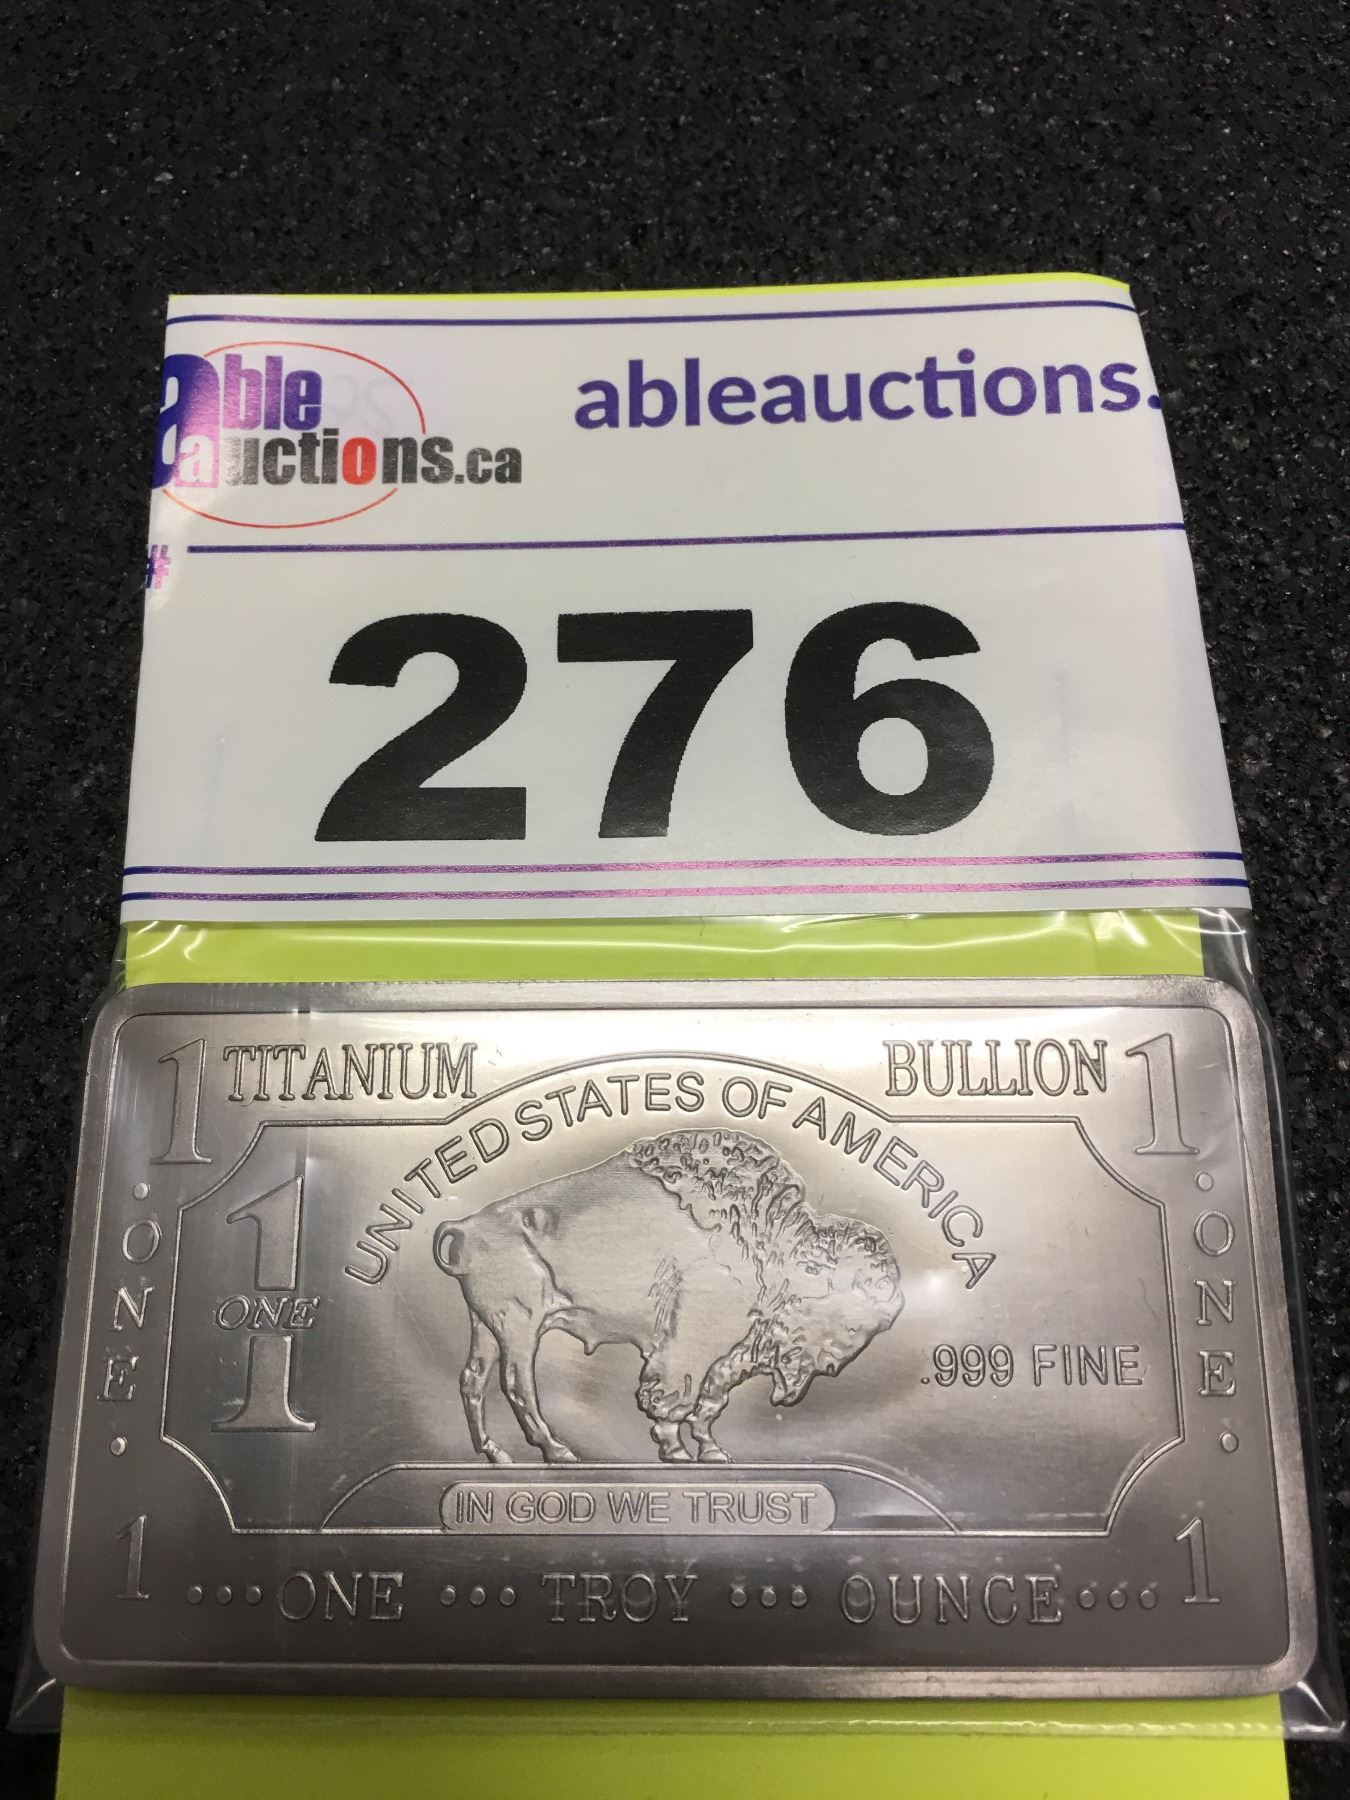 able
auctions.ca
ableauctions.
#
276
1 TITANIUM BULLION 1
UNITED STATES OF AMERICA
ONE
1
ONE
ONE
.999 FINE
IN GOD WE TRUST
1 ONE TROY OUNCE 1